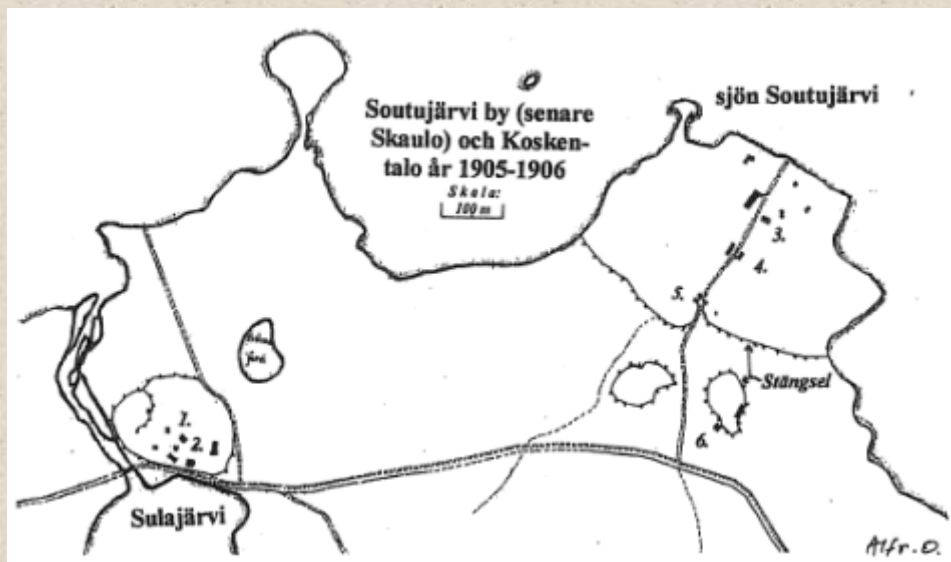 Soutujärvi by (senare
Skaulo) och Kosken-
talo år 1905-1906
Skala:
100 m
sjön Soutujärvi
3.
4.
5.
Stängsel
6.
1.
2.
Sulajärvi
Alfr. O.